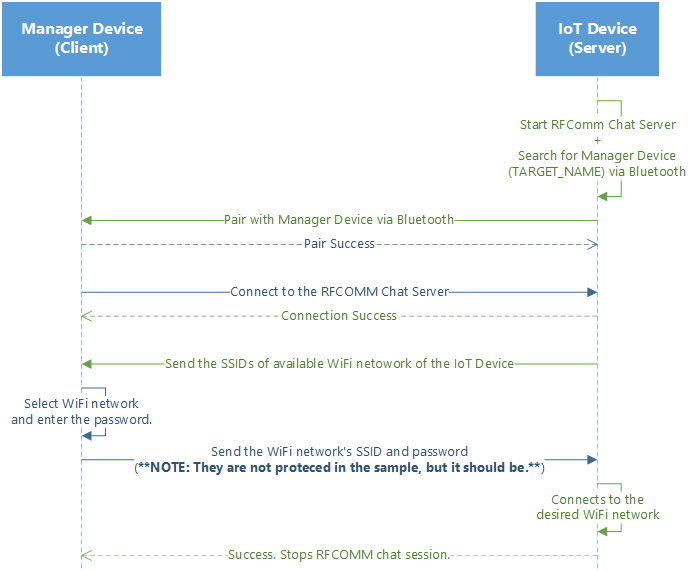 Manager Device
(Client)
IoT Device
(Server)
Start RFComm Chat Server
+
Search for Manager Device
(TARGET_NAME) via Bluetooth
Pair with Manager Device via Bluetooth
Pair Success
Connect to the RFCOMM Chat Server
Connection Success
Send the SSIDs of available WiFi netowork of the IoT Device
Select WiFi network
and enter the password.
Send the WiFi network's SSID and password
(**NOTE: They are not proteced in the sample, but it should be.**)
Connects to the
desired WiFi network
Success. Stops RFCOMM chat session.